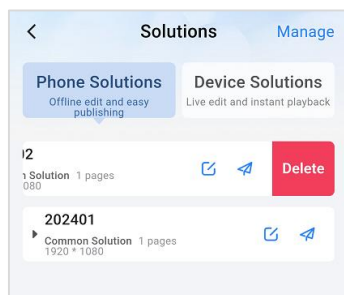 Solutions
Manage
Phone Solutions
Offline edit and easy
publishing
Device Solutions
Live edit and instant playback
02
Solution 1 pages
080
Delete
202401
Common Solution 1 pages
1920 * 1080